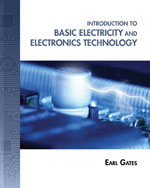 INTRODUCTION TO
BASIC ELECTRICITY AND
ELECTRONICS TECHNOLOGY
EARL GATES